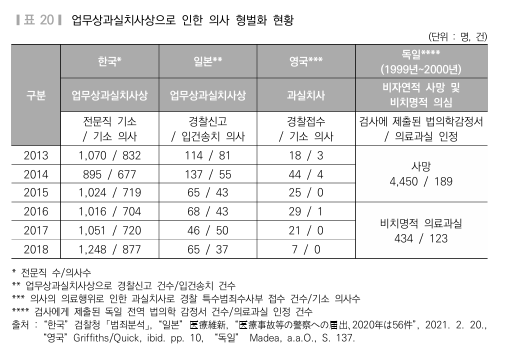 ▎표 20▎ 업무상과실치사상으로 인한 의사 형벌화 현황
(단위 : 명, 건)
구분 한국* 일본** 영국*** 독일**** (1999년-2000년)
업무상과실치사상 업무상과실치사상 과실치사 비자연적 사망 및 비치명적 의심
전문직 기소 / 기소 의사 경찰신고 / 입건송치 의사 경찰접수 / 기소 의사 검사에 제출된 법의학감정서 / 의료과실 인정
2013 1,070 / 832 114 / 81 18 / 3 사망 4,450 / 189
2014 895 / 677 137 / 55 44 / 4
2015 1,024 / 719 65 / 43 25 / 0
2016 1,016 / 704 68 / 43 29 / 1 비치명적 의료과실 434 / 123
2017 1,051 / 720 46 / 50 21 / 0
2018 1,248 / 877 65 / 37 7 / 0
* 전문직 수/의사수
** 업무상과실치사상으로 경찰신고 건수/입건송치 건수
*** 의사의 의료행위로 인한 과실치사로 경찰 특수범죄수사부 접수 건수/기소 의사수
**** 검사에게 제출된 독일 전역 법의학 감정서 건수/의료과실 인정 건수
출처 : "한국" 검찰청「범죄분석」, "일본" 医療維新, "医療事故等の警察への届出,2020年は56件", 2021. 2. 20.,
"영국" Griffiths/Quick, ibid. pp. 10, "독일" Madea, a.a.O., S. 137.